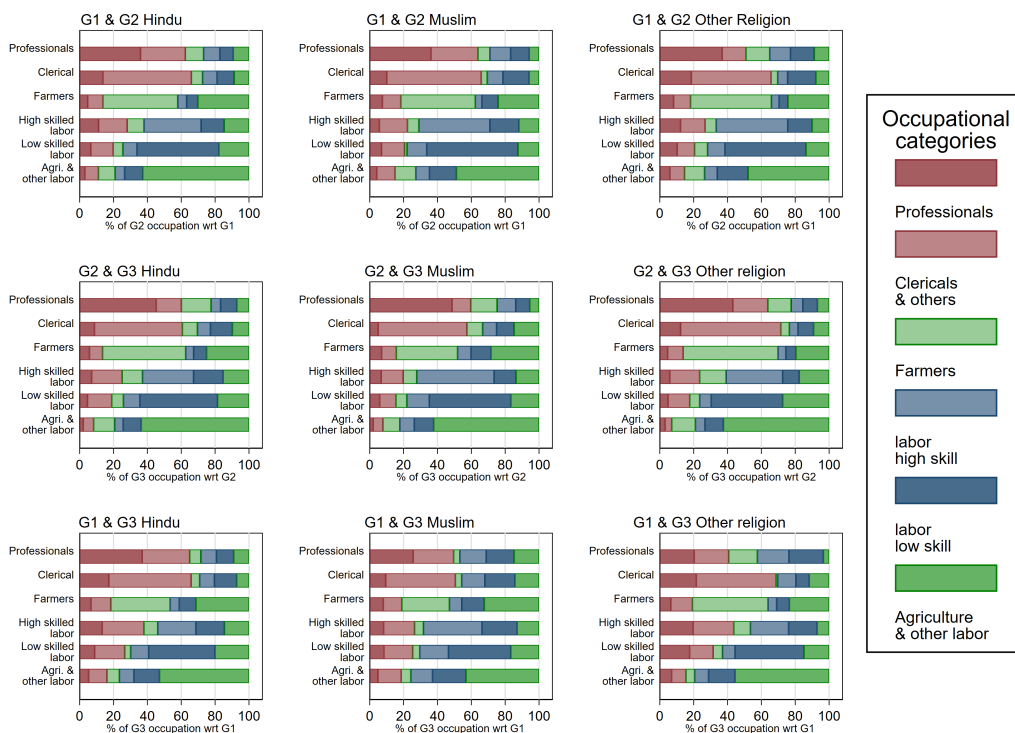 G1 & G2 Hindu
Professionals
Clerical
Farmers
High skilled
labor
Low skilled
labor
Agri. &
other labor
0 20 40 60 80 100
% of G2 occupation wrt G1
G1 & G2 Muslim
0 20 40 60 80 100
% of G2 occupation wrt G1
Professionals
Clerical
Farmers
High skilled
labor
Low skilled
labor
Agri. &
other labor
G1 & G2 Other Religion
Professionals
Clerical
Farmers
High skilled
labor
Low skilled
labor
Agri. &
other labor
0 20 40 60 80 100
% of G2 occupation wrt G1
G2 & G3 Hindu
Professionals
Clerical
Farmers
High skilled
labor
Low skilled
labor
Agri. &
other labor
0 20 40 60 80 100
% of G3 occupation wrt G2
G2 & G3 Muslim
Professionals
Clerical
Farmers
High skilled
labor
Low skilled
labor
Agri. &
other labor
0 20 40 60 80 100
% of G3 occupation wrt G2
G2 & G3 Other religion
Professionals
Clerical
Farmers
High skilled
labor
Low skilled
labor
Agri. &
other labor
0 20 40 60 80 100
% of G3 occupation wrt G2
G1 & G3 Hindu
Professionals
Clerical
Farmers
High skilled
labor
Low skilled
labor
Agri. &
other labor
0 20 40 60 80 100
% of G3 occupation wrt G1
G1 & G3 Muslim
Professionals
Clerical
Farmers
High skilled
labor
Low skilled
labor
Agri. &
other labor
0 20 40 60 80 100
% of G3 occupation wrt G1
G1 & G3 Other religion
Professionals
Clerical
Farmers
High skilled
labor
Low skilled
labor
Agri. &
other labor
0 20 40 60 80 100
% of G3 occupation wrt G1
Occupational
categories
Professionals
Clericals
& others
Farmers
labor
high skill
labor
low skill
Agriculture
& other labor